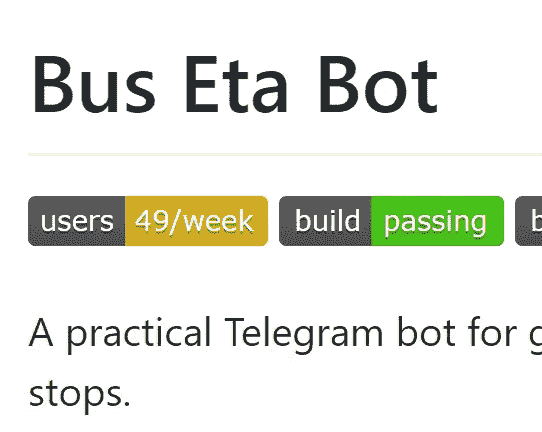 Bus Eta Bot
users 49/week build passing
A practical Telegram bot for
stops.